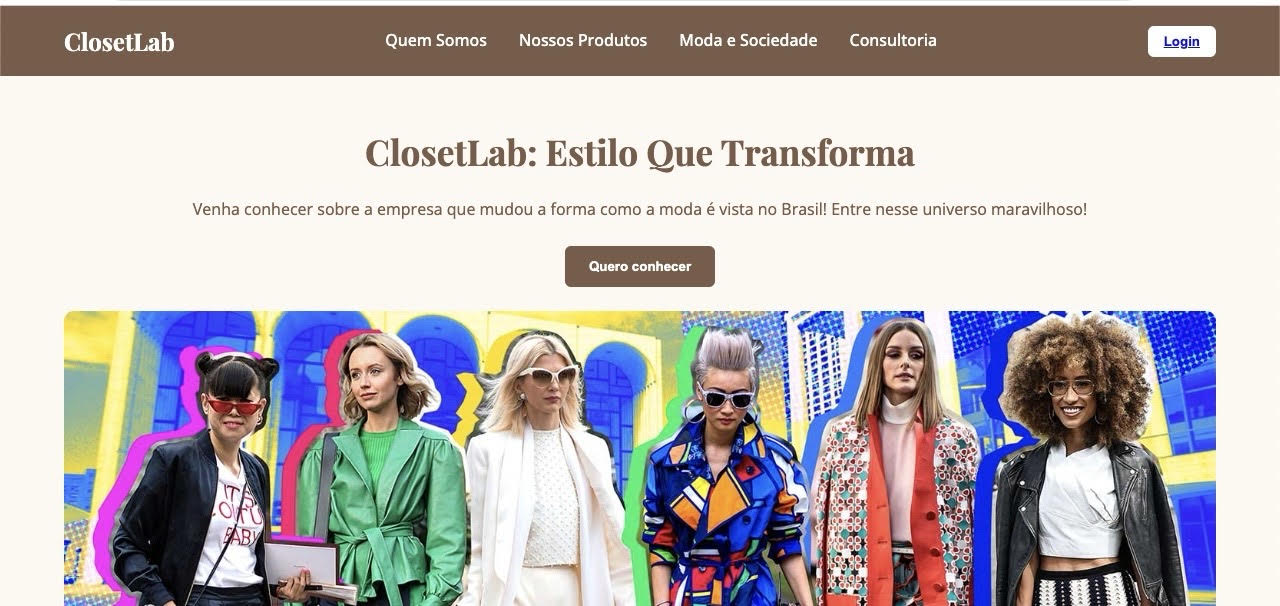 ClosetLab
Quem Somos
Nossos Produtos
Moda e Sociedade
Consultoria
Login
ClosetLab: Estilo Que Transforma
Venha conhecer sobre a empresa que mudou a forma como a moda é vista no Brasil! Entre nesse universo maravilhoso!
Quero conhecer